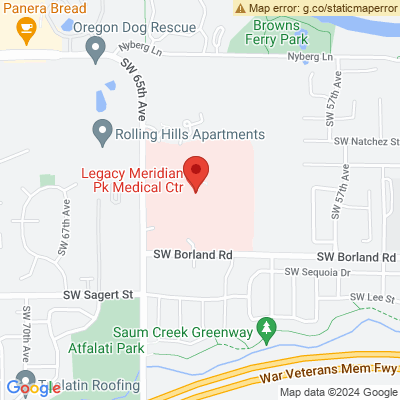 Panera Bread
Map error: g.co/staticmaperror
Oregon Dog Rescue
Browns
Ferry Park
Nyberg Ln
Nyberg Ln
SW 65th Ave
SW 57th Ave
Rolling Hills Apartments
SW Natchez St
Legacy Meridian
Pk Medical Ctr
SW 67th Ave
SW 57th Ave
SW Borland Rd
SW Borland Rd
SW Sequoia Dr
SW Sagert St
SW Lee St
Saum Creek Greenway
Atfalati Park
SW 70th Ave
War Veterans Mem Fwy
Tualatin Roofing
Google
Map data ©2024 Google